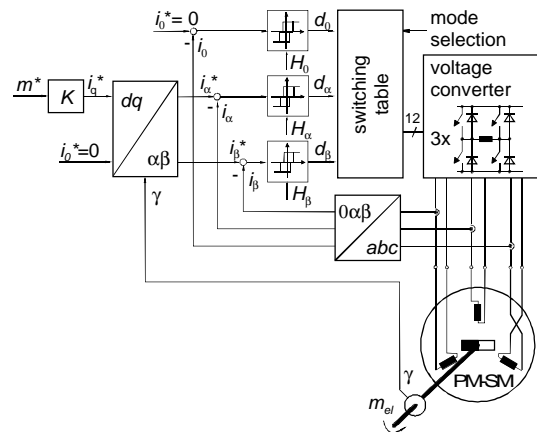 i0* = 0
i0
d0
H0
mode
selection
m*
K
iq*
dq
αβ
i0*=0
iα*
iα
dα
Hα
iβ*
iβ
dβ
Hβ
switching
table
12
voltage
converter
3x
γ
0αβ
abc
γ
PM-SM
mel